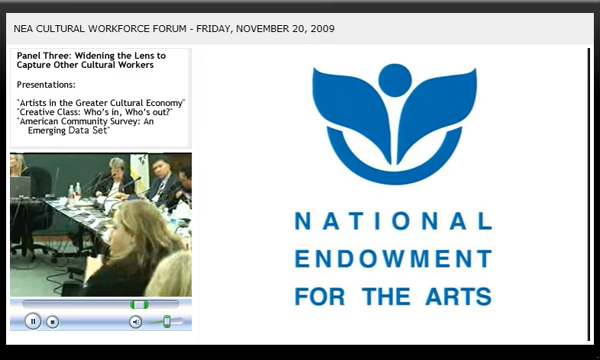 NEA CULTURAL WORKFORCE FORUM - FRIDAY, NOVEMBER 20, 2009
Panel Three: Widening the Lens to
Capture Other Cultural Workers
Presentations:
"Artists in the Greater Cultural Economy"
"Creative Class: Who's in, Who's out?"
"American Community Survey: An
Emerging Data Set"
NATIONAL
ENDOWMENT
FOR THE ARTS